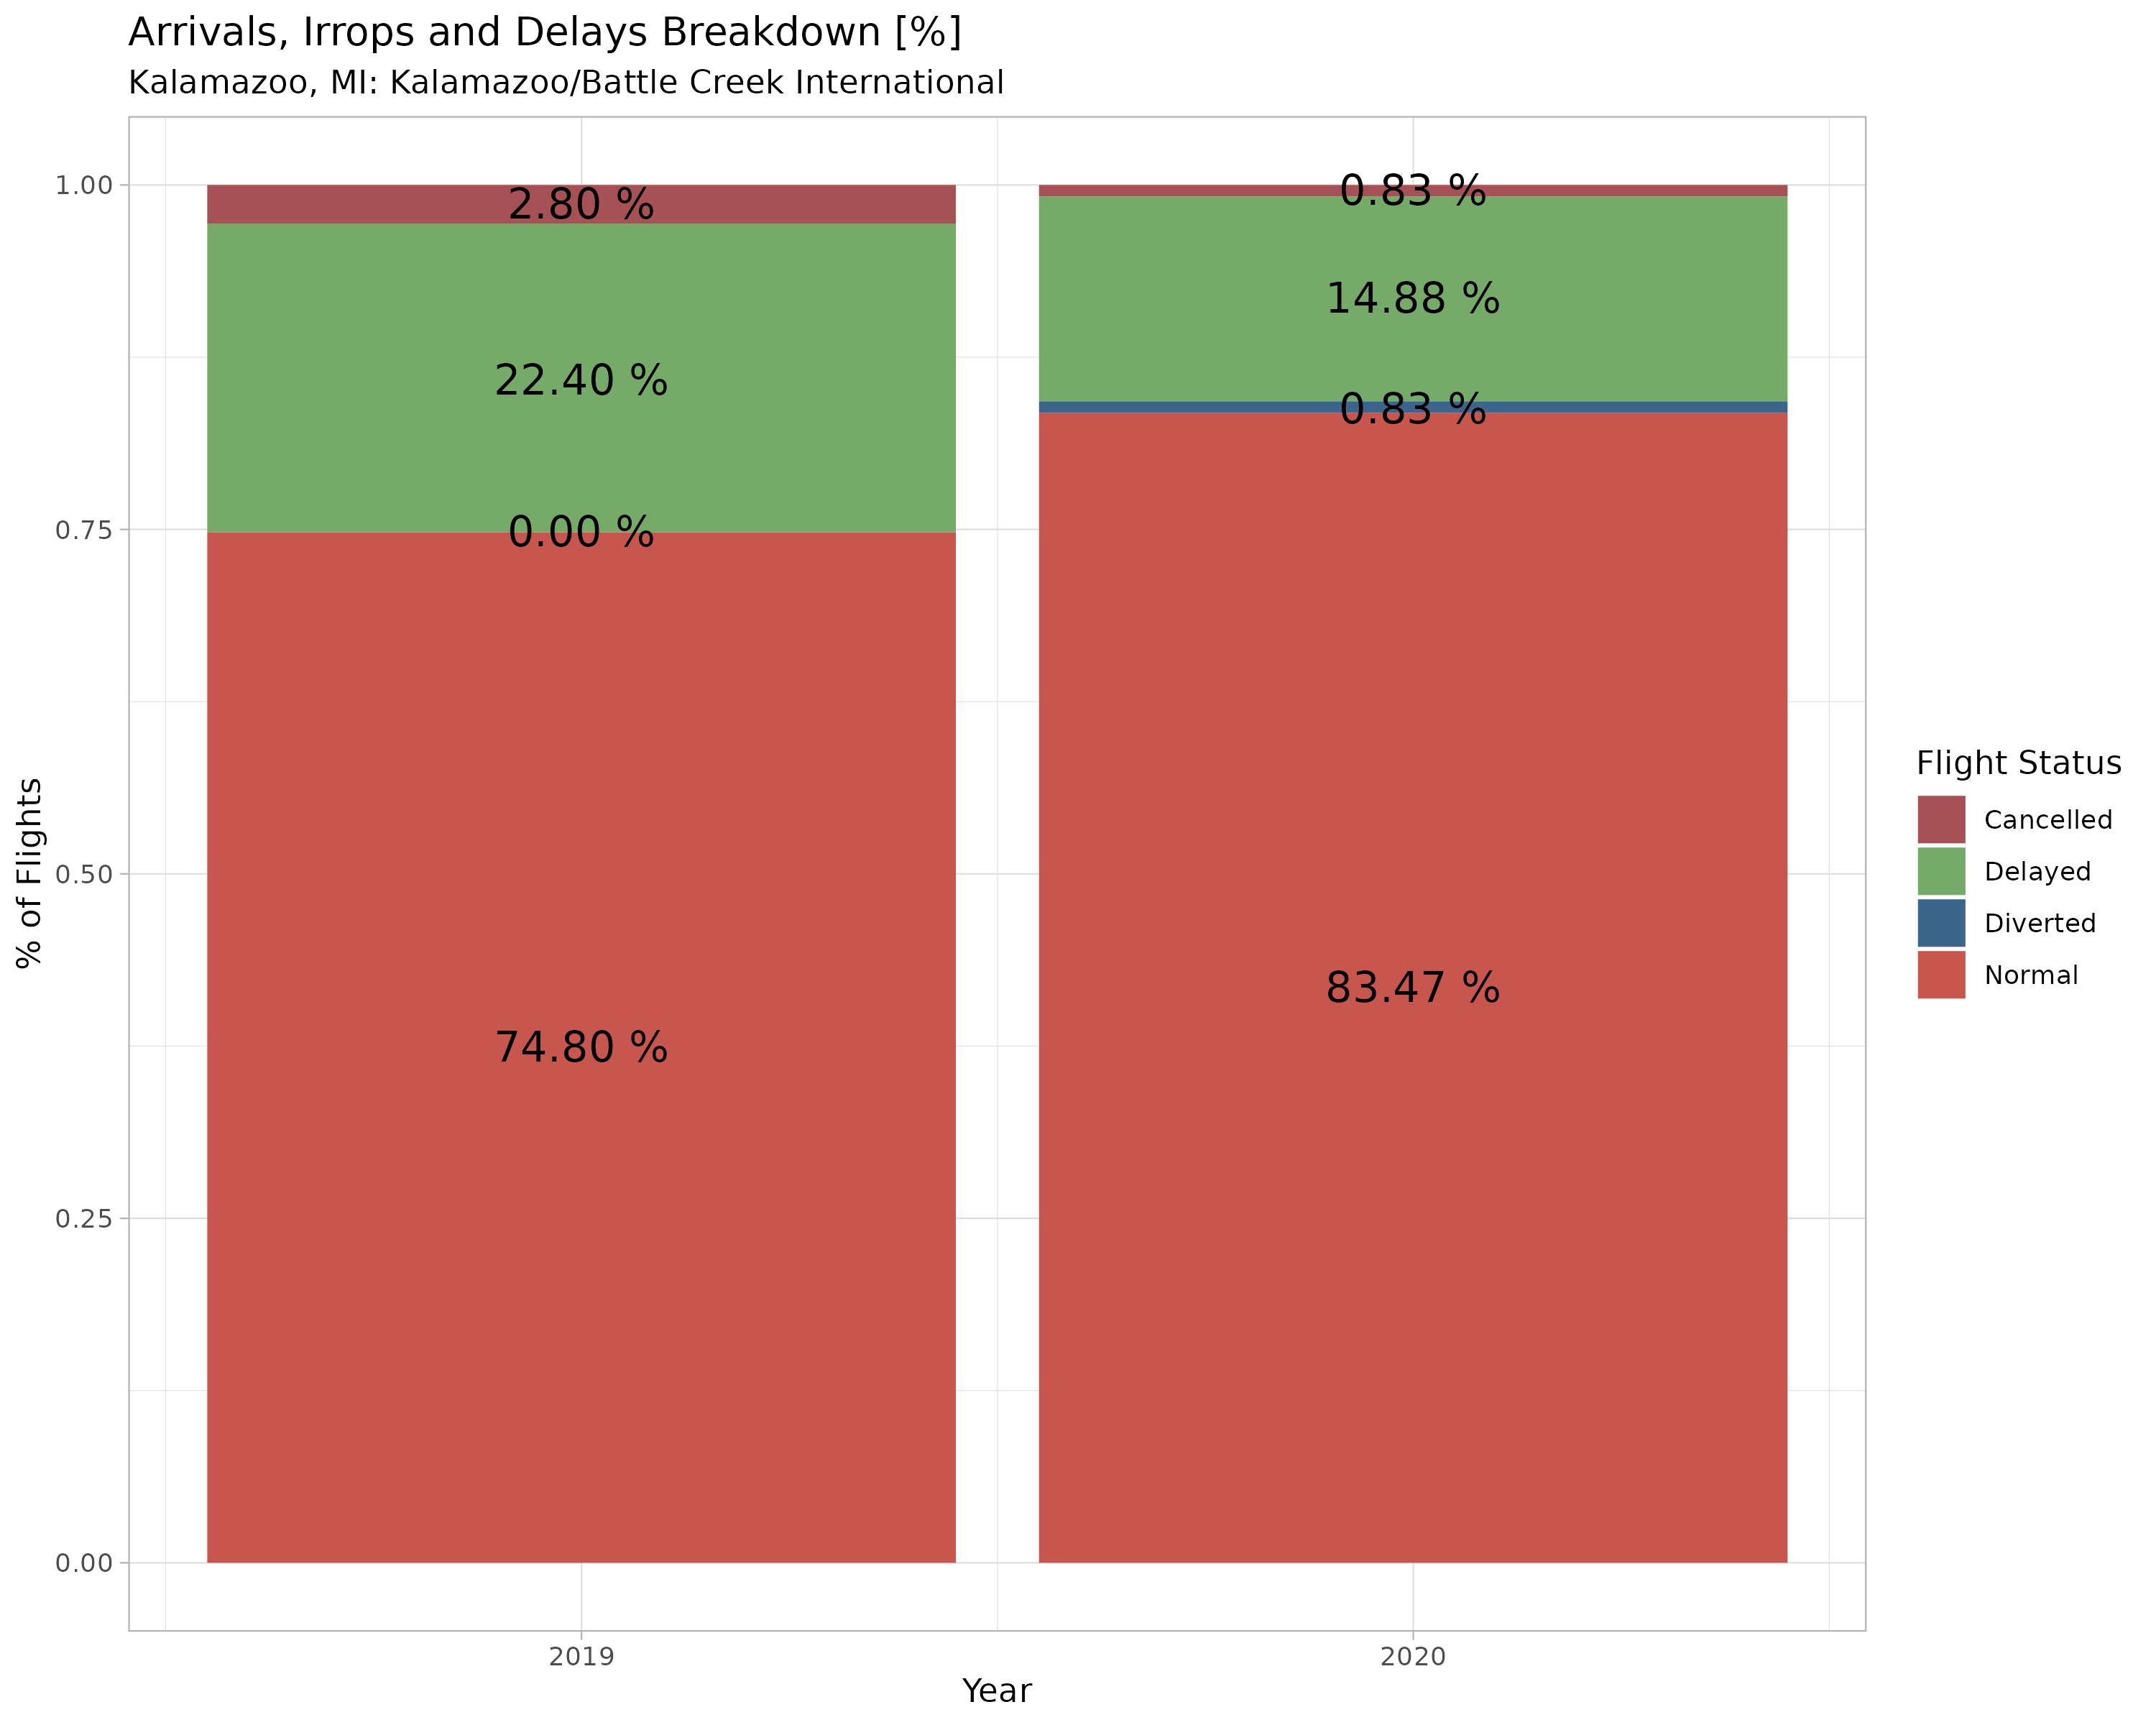 Arrivals, Irrops and Delays Breakdown [%]
Kalamazoo, MI: Kalamazoo/Battle Creek International
% of Flights
1.00
0.75
0.50
0.25
0.00
2.80 %
22.40 %
0.00 %
74.80 %
0.83 %
14.88 %
0.83 %
83.47 %
2019
2020
Year
Flight Status
Cancelled
Delayed
Diverted
Normal